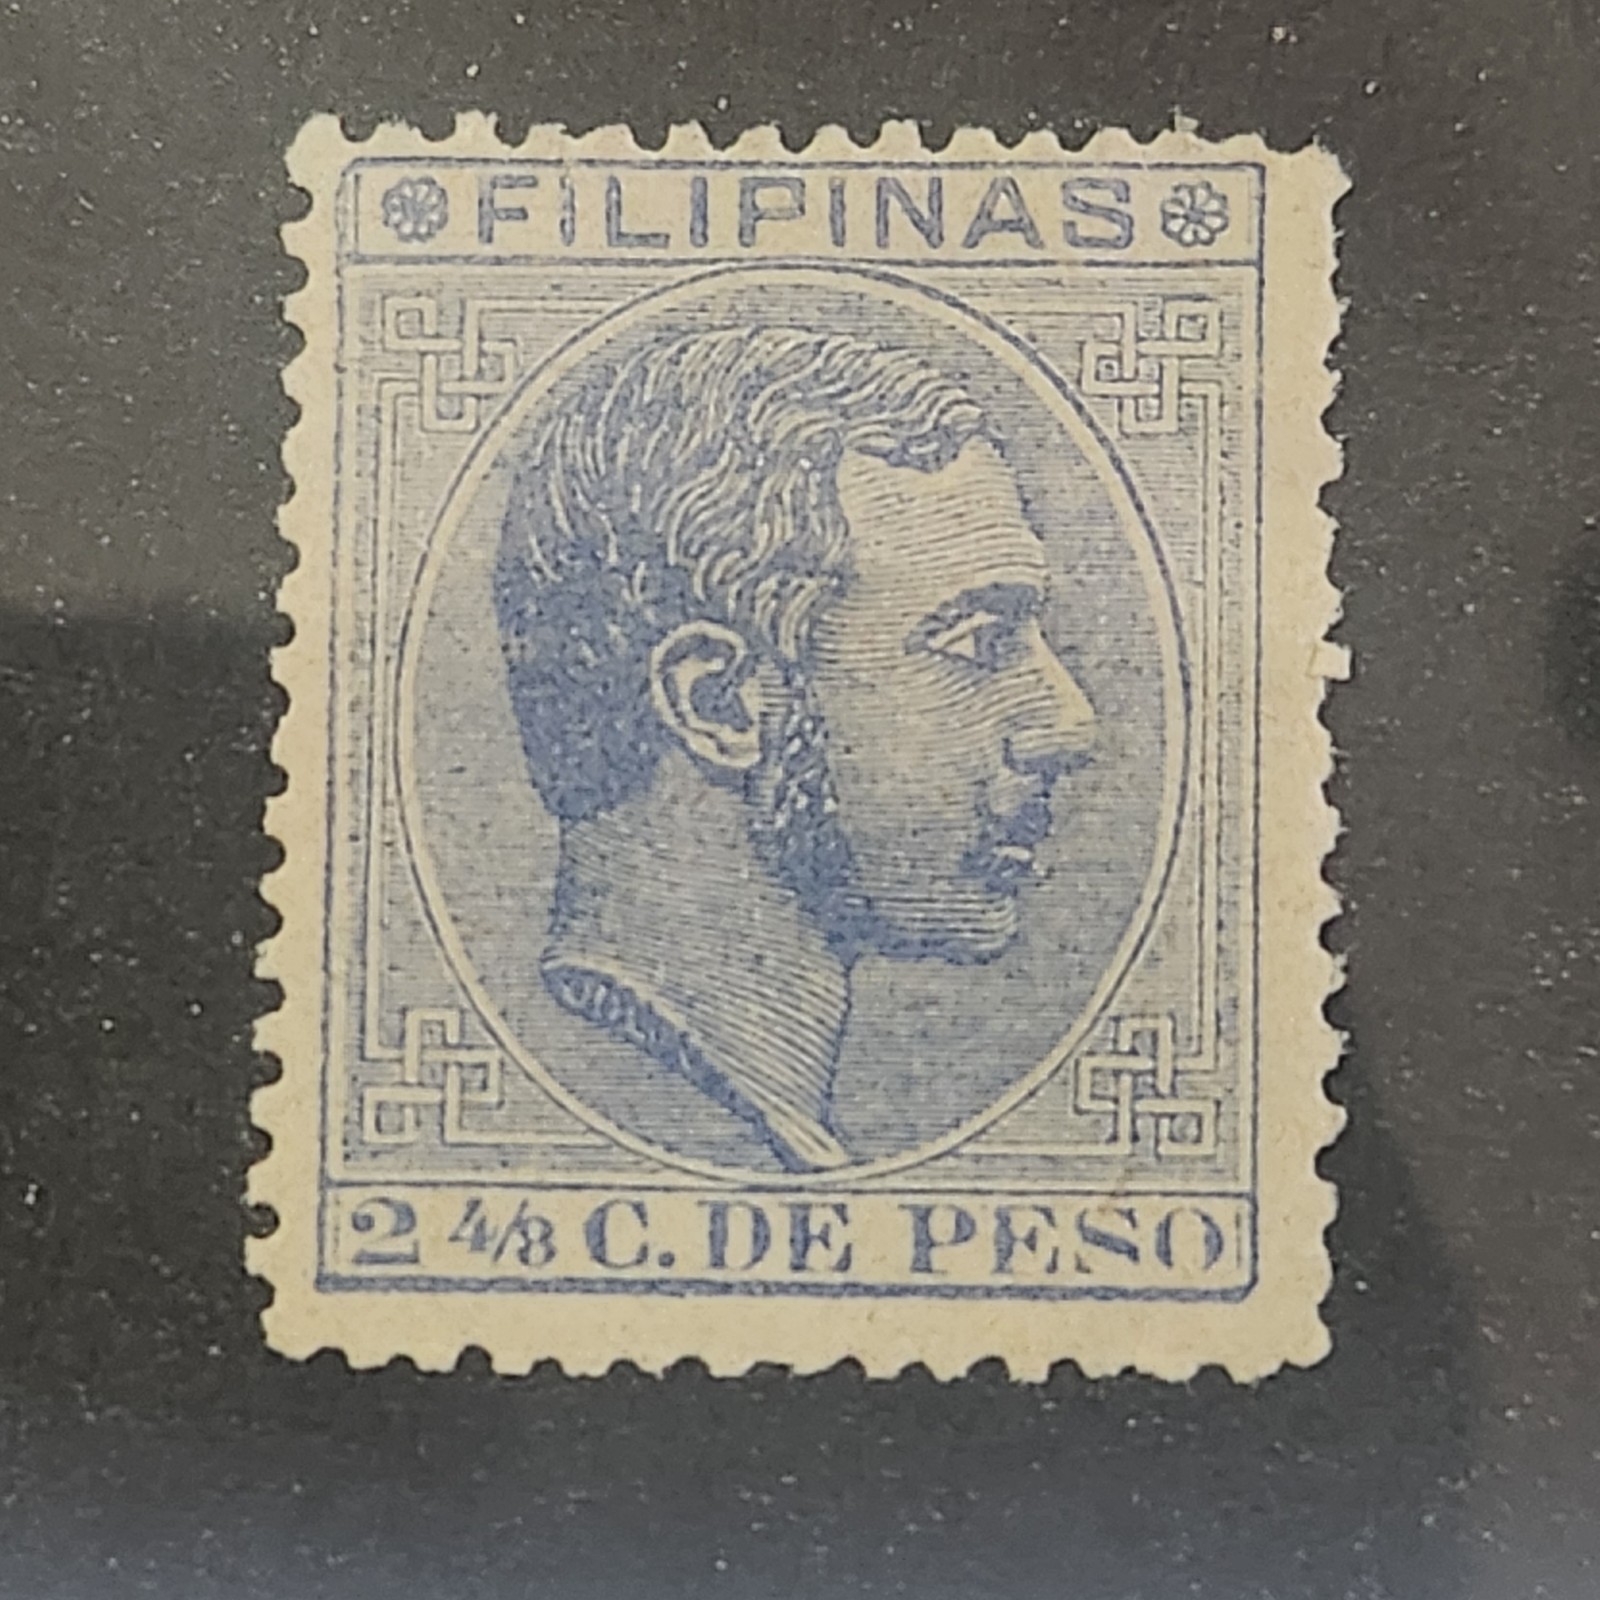 FILIPINAS
2 4/8 C. DE PESO